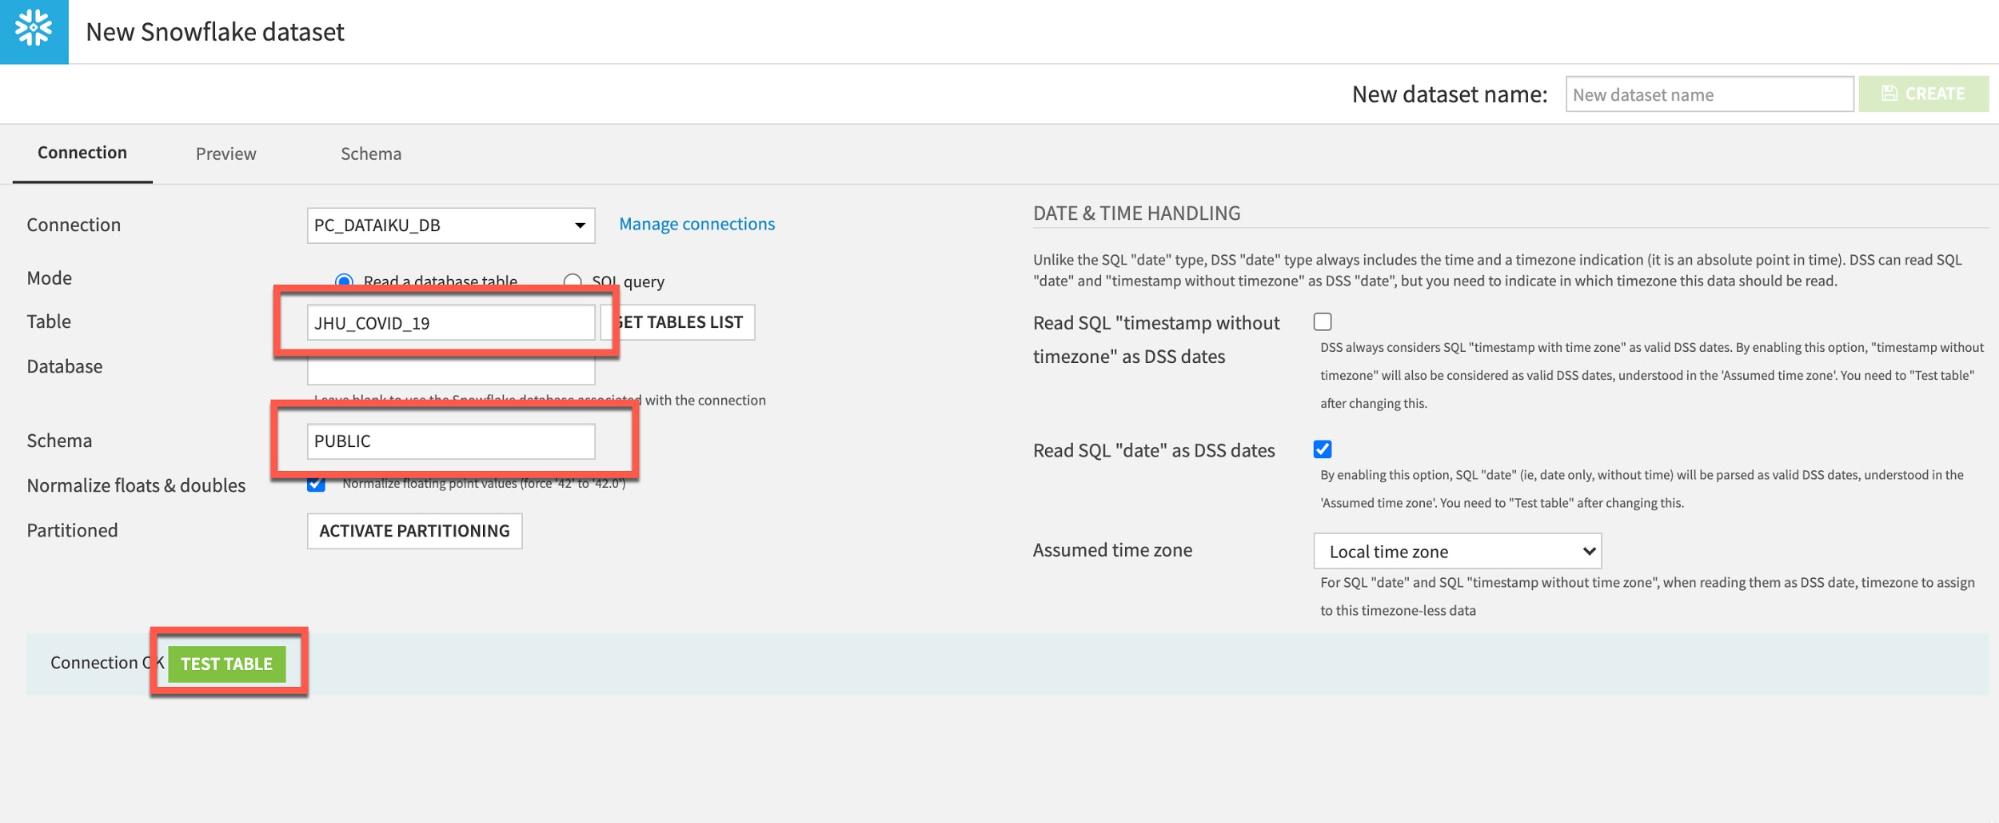 New Snowflake dataset
New dataset name: New dataset name CREATE
Connection Preview Schema
Connection PC_DATAIKU_DB Manage connections
Mode Read a database table SQL query
Table JHU_COVID_19 GET TABLES LIST
Database
Leave blank to use the Snowflake database associated with the connection
Schema PUBLIC
Normalize floats & doubles Normalize floating point values (force '42' to '42.0')
Partitioned ACTIVATE PARTITIONING
DATE & TIME HANDLING
Unlike the SQL "date" type, DSS "date" type always includes the time and a timezone indication (it is an absolute point in time). DSS can read SQL
"date" and "timestamp without timezone" as DSS "date", but you need to indicate in which timezone this data should be read.
Read SQL "timestamp without
timezone" as DSS dates
DSS always considers SQL "timestamp with time zone" as valid DSS dates. By enabling this option, "timestamp without
timezone" will also be considered as valid DSS dates, understood in the 'Assumed time zone'. You need to "Test table"
after changing this.
Read SQL "date" as DSS dates
By enabling this option, SQL "date" (ie, date only, without time) will be parsed as valid DSS dates, understood in the
'Assumed time zone'. You need to "Test table" after changing this.
Assumed time zone Local time zone
For SQL "date" and SQL "timestamp without time zone", when reading them as DSS date, timezone to assign
to this timezone-less data
Connection OK TEST TABLE